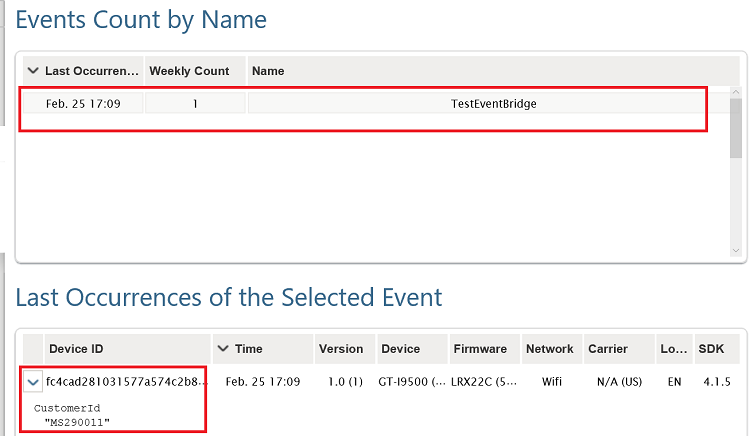 Events Count by Name
Last Occurren... Weekly Count Name
Feb. 25 17:09 1 TestEventBridge
Last Occurrences of the Selected Event
Device ID Time Version Device Firmware Network Carrier Lo... SDK
fc4cad281031577a574c2b8... Feb. 25 17:09 1.0 (1) GT-I9500 (... LRX22C (5... Wifi N/A (US) EN 4.1.5
CustomerId
"MS290011"